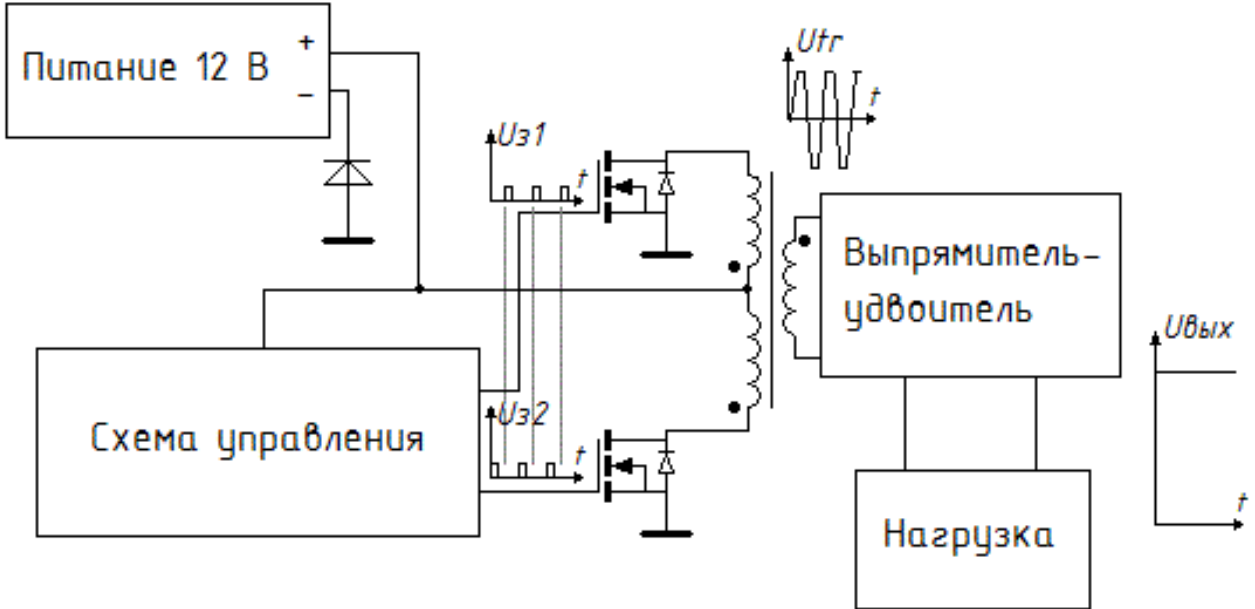 Питание 12 В
+
−
Uз1
t
Utr
t
Выпрямитель-
удвоитель
Uвых
t
Схема управления
Uз2
t
Нагрузка